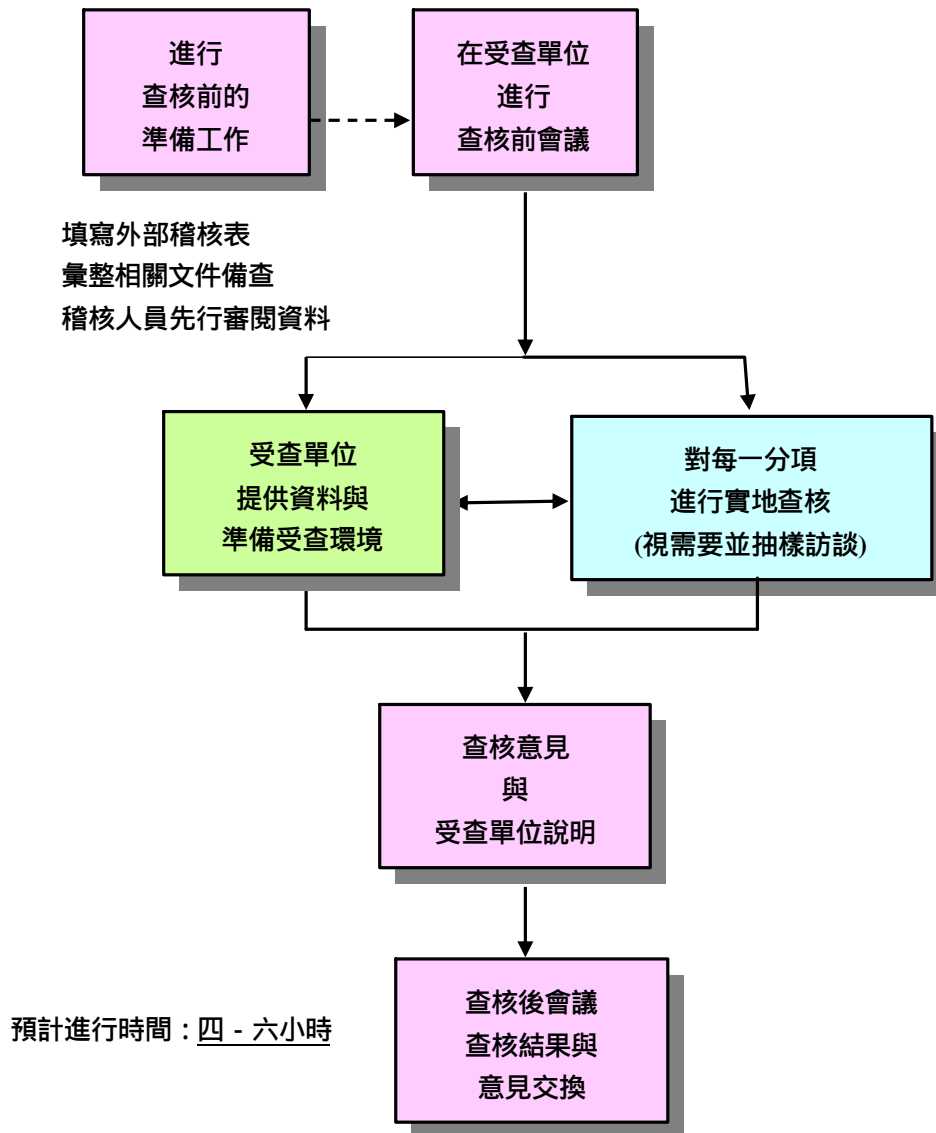 進行
查核前的
準備工作
在受查單位
進行
查核前會議
填寫外部稽核表
彙整相關文件備查
稽核人員先行審閱資料
受查單位
提供資料與
準備受查環境
對每一分項
進行實地查核
(視需要並抽樣訪談)
查核意見
與
受查單位說明
查核後會議
查核結果與
意見交換
預計進行時間：四 - 六小時